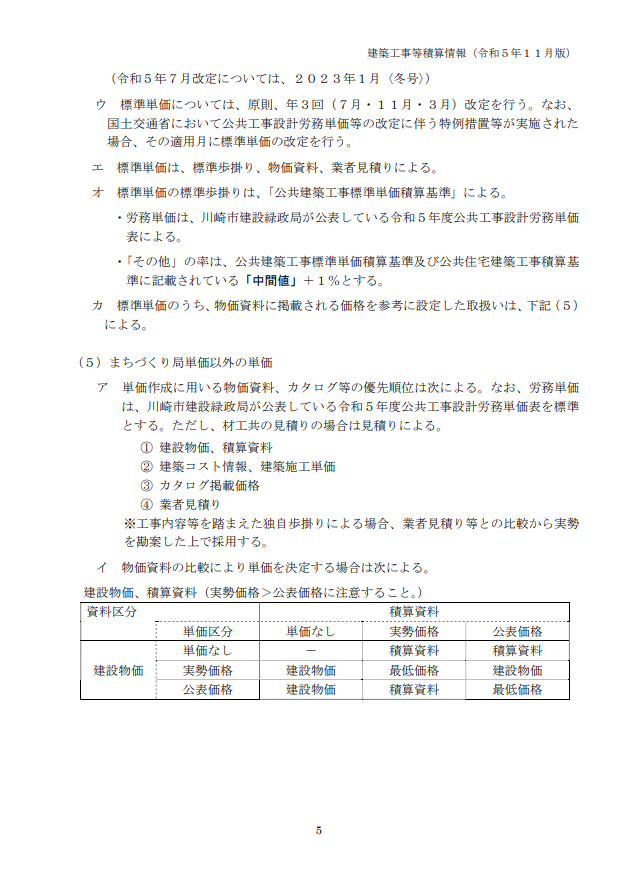 建築工事等積算情報（令和５年１１月版）
（令和５年７月改定については、２０２３年１月〈冬号〉）
ウ　標準単価については、原則、年３回（７月・１１月・３月）改定を行う。なお、
国土交通省において公共工事設計労務単価等の改定に伴う特例措置等が実施された
場合、その適用月に標準単価の改定を行う。
エ　標準単価は、標準歩掛り、物価資料、業者見積りによる。
オ　標準単価の標準歩掛りは、「公共建築工事標準単価積算基準」による。
・労務単価は、川崎市建設緑政局が公表している令和５年度公共工事設計労務単価
表による。
・「その他」の率は、公共建築工事標準単価積算基準及び公共住宅建築工事積算基
準に記載されている「中間値」＋１％とする。
カ　標準単価のうち、物価資料に掲載される価格を参考に設定した取扱いは、下記（５）
による。
（５）まちづくり局単価以外の単価
ア　単価作成に用いる物価資料、カタログ等の優先順位は次による。なお、労務単価
は、川崎市建設緑政局が公表している令和５年度公共工事設計労務単価表を標準
とする。ただし、材工共の見積りの場合は見積りによる。
① 建設物価、積算資料
② 建築コスト情報、建築施工単価
③ カタログ掲載価格
④ 業者見積り
※工事内容等を踏まえた独自歩掛りによる場合、業者見積り等との比較から実勢
を勘案した上で採用する。
イ　物価資料の比較により単価を決定する場合は次による。
建設物価、積算資料（実勢価格＞公表価格に注意すること。）
資料区分　積算資料
単価区分　単価なし　実勢価格　公表価格
単価なし　－　積算資料　積算資料
建設物価　実勢価格　建設物価　最低価格　建設物価
公表価格　建設物価　積算資料　最低価格
5